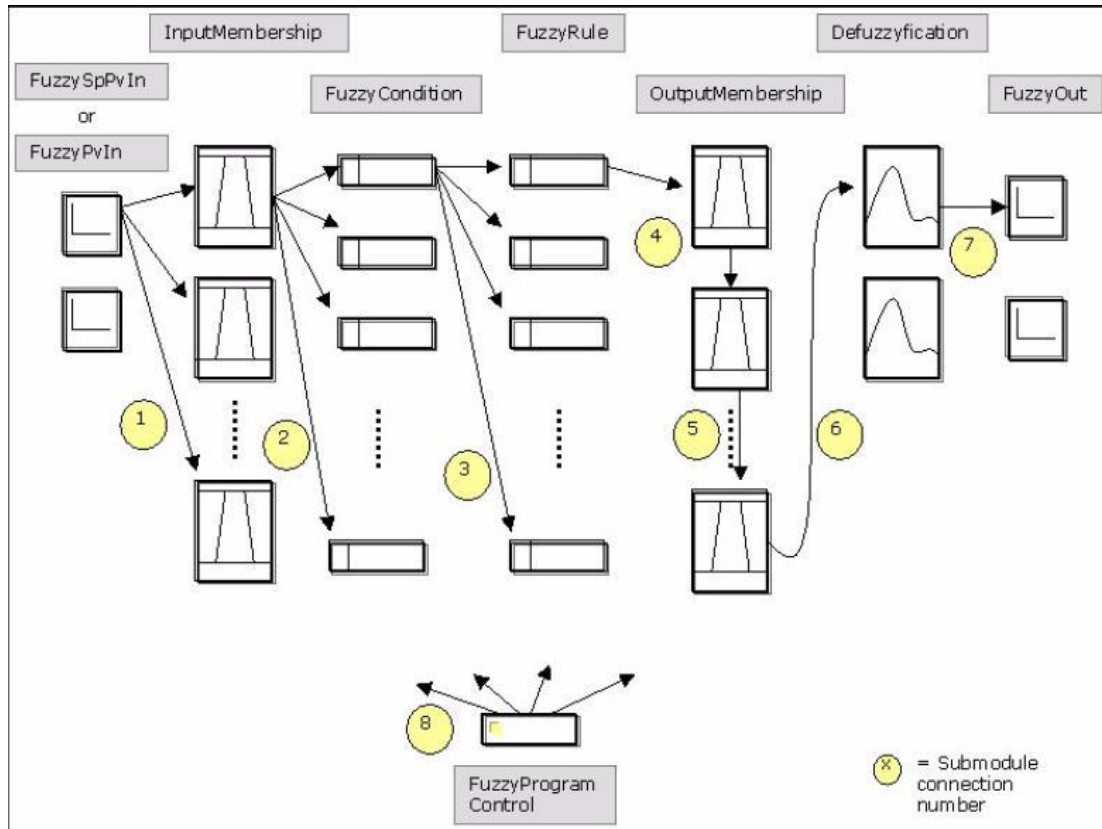 InputMembership
FuzzyRule
Defuzzyfication
FuzzySpPvIn
or
FuzzyPvIn
FuzzyCondition
OutputMembership
FuzzyOut
1
2
3
4
5
6
7
8
FuzzyProgram
Control
X = Submodule
connection
number